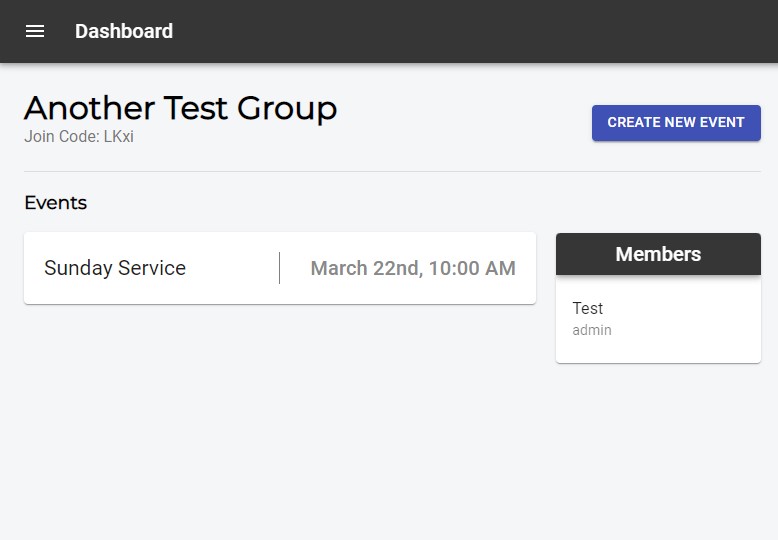 Dashboard
Another Test Group
Join Code: LKxi
CREATE NEW EVENT
Events
Sunday Service
March 22nd, 10:00 AM
Members
Test
admin